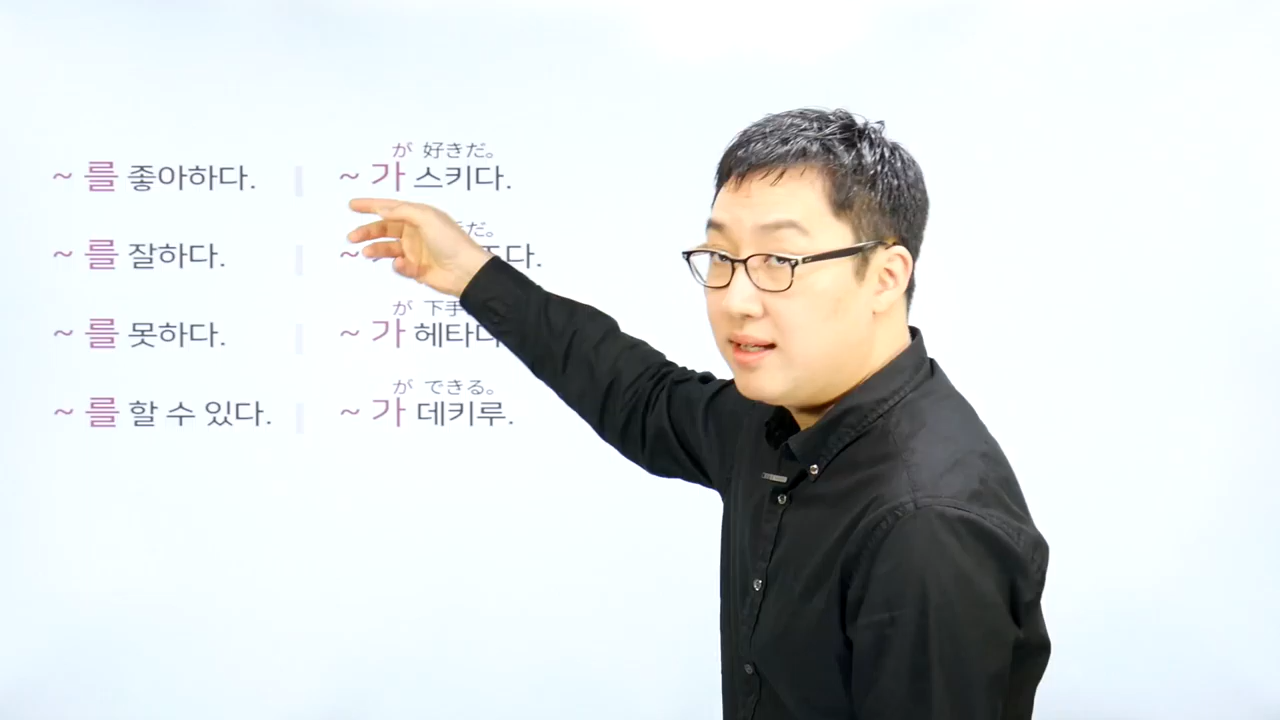 が 好きだ。
~ 를 좋아하다. ~ 가 스키다.
だ。
~ 를 잘하다. ~ 다.
が 下手
~ 를 못하다. ~ 가 헤타다
が できる。
~ 를 할 수 있다. ~ 가 데키루.